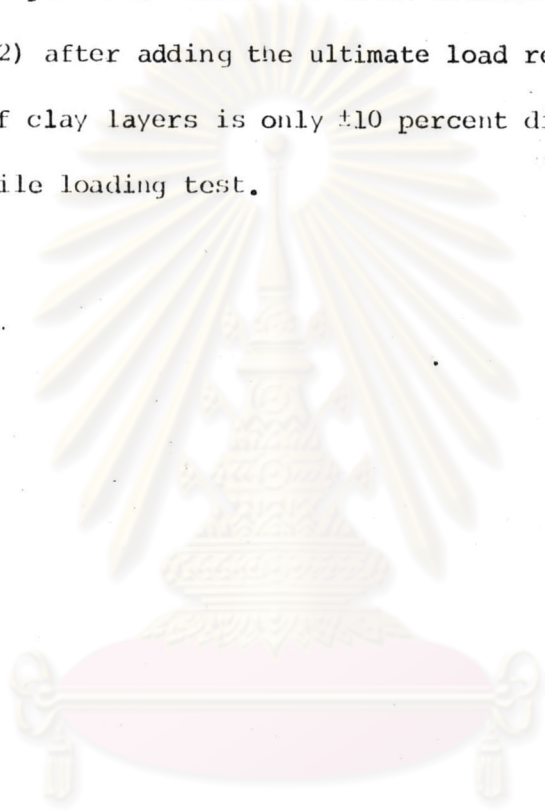 2) after adding the ultimate load re
f clay layers is only ±10 percent di
ile loading test.